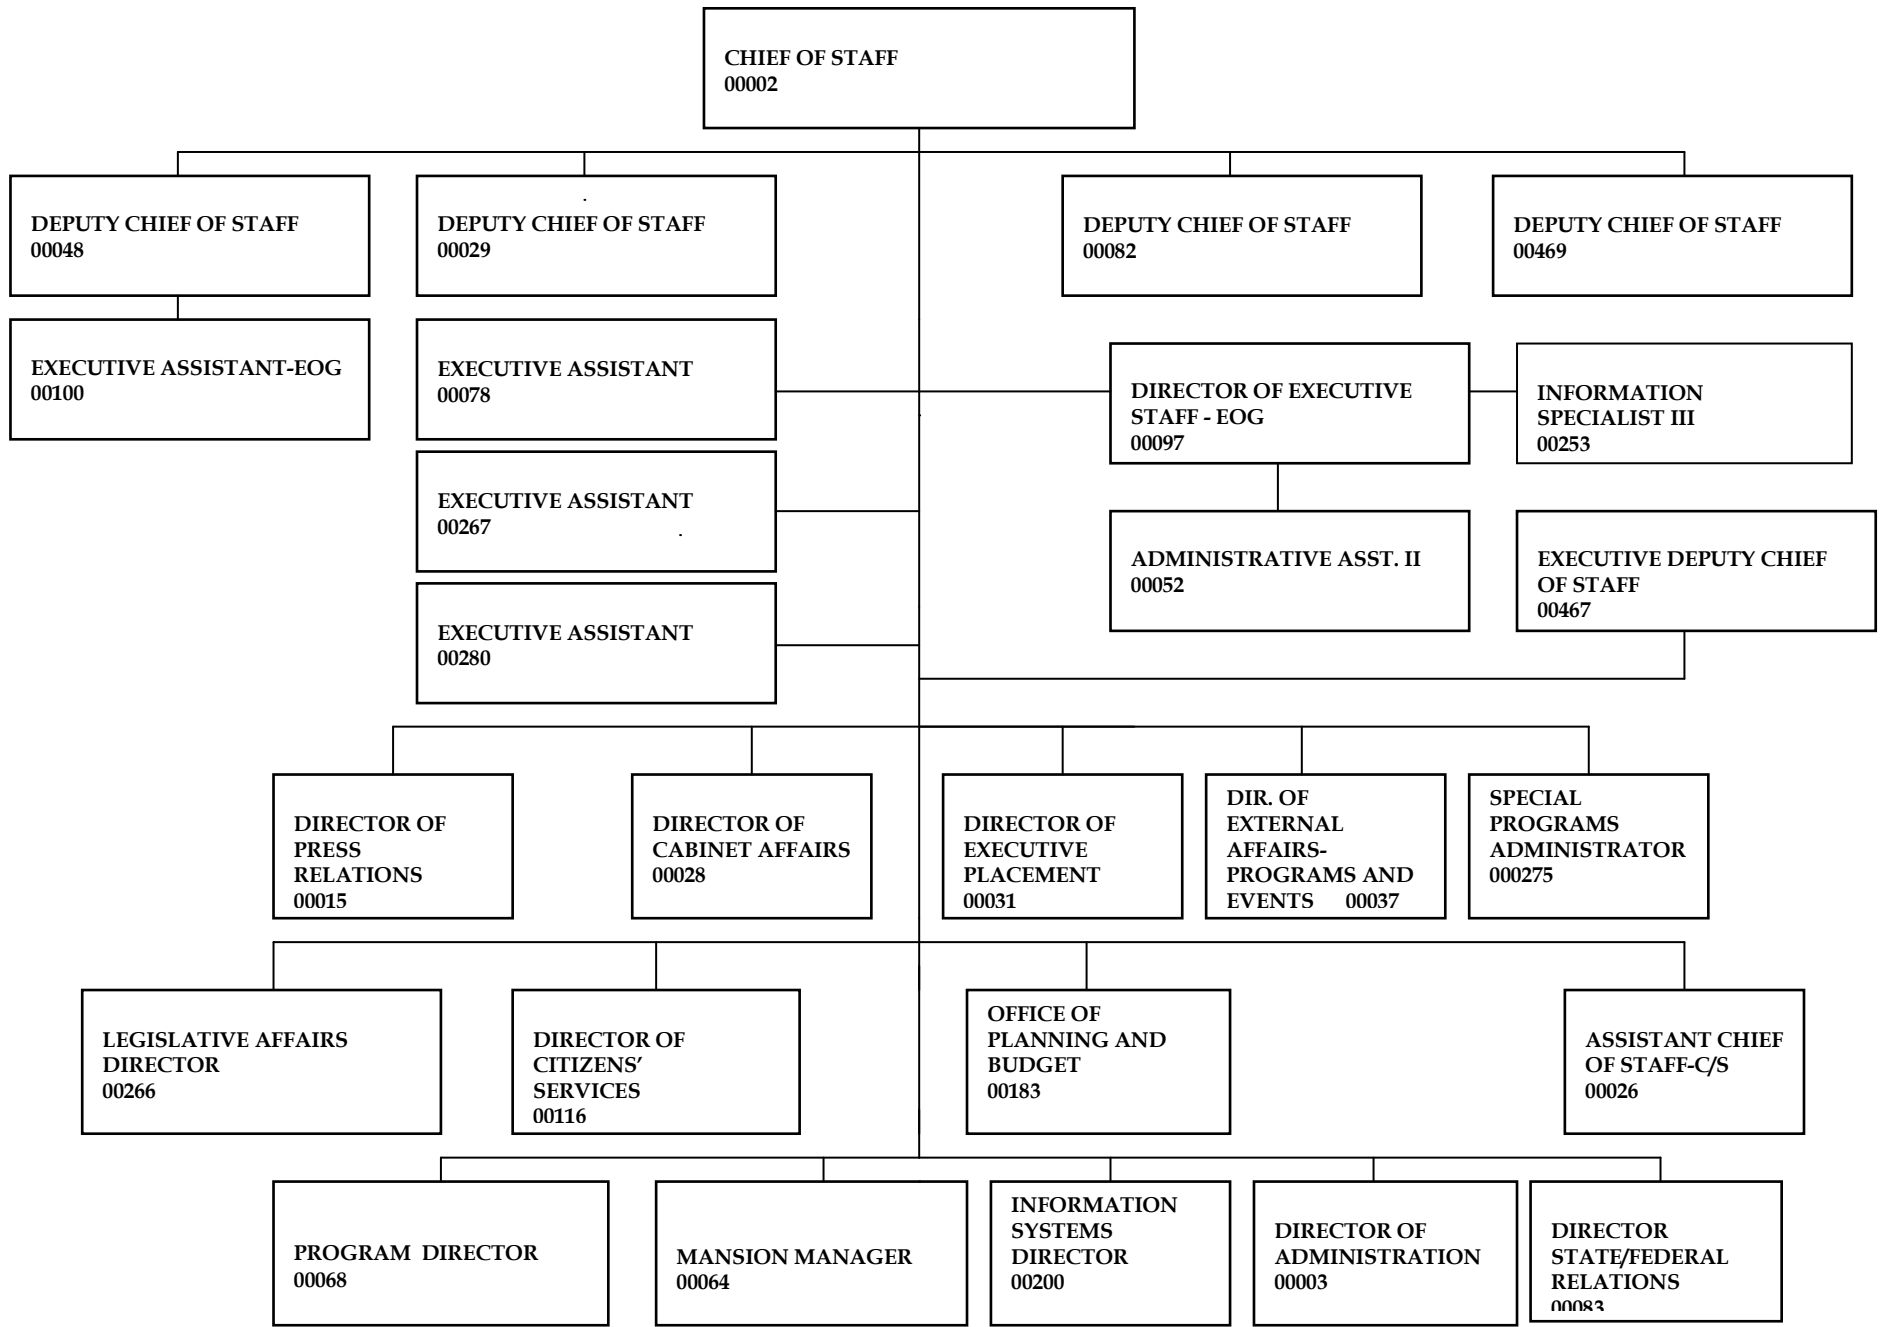 CHIEF OF STAFF
00002
DEPUTY CHIEF OF STAFF
00048
DEPUTY CHIEF OF STAFF
00029
DEPUTY CHIEF OF STAFF
00082
DEPUTY CHIEF OF STAFF
00469
EXECUTIVE ASSISTANT-EOG
00100
EXECUTIVE ASSISTANT
00078
DIRECTOR OF EXECUTIVE
STAFF - EOG
00097
INFORMATION
SPECIALIST III
00253
EXECUTIVE ASSISTANT
00267
ADMINISTRATIVE ASST. II
00052
EXECUTIVE DEPUTY CHIEF
OF STAFF
00467
EXECUTIVE ASSISTANT
00280
DIRECTOR OF
PRESS
RELATIONS
00015
DIRECTOR OF
CABINET AFFAIRS
00028
DIRECTOR OF
EXECUTIVE
PLACEMENT
00031
DIR. OF
EXTERNAL
AFFAIRS-
PROGRAMS AND
EVENTS 00037
SPECIAL
PROGRAMS
ADMINISTRATOR
000275
LEGISLATIVE AFFAIRS
DIRECTOR
00266
DIRECTOR OF
CITIZENS’
SERVICES
00116
OFFICE OF
PLANNING AND
BUDGET
00183
ASSISTANT CHIEF
OF STAFF-C/S
00026
PROGRAM DIRECTOR
00068
MANSION MANAGER
00064
INFORMATION
SYSTEMS
DIRECTOR
00200
DIRECTOR OF
ADMINISTRATION
00003
DIRECTOR
STATE/FEDERAL
RELATIONS
00083